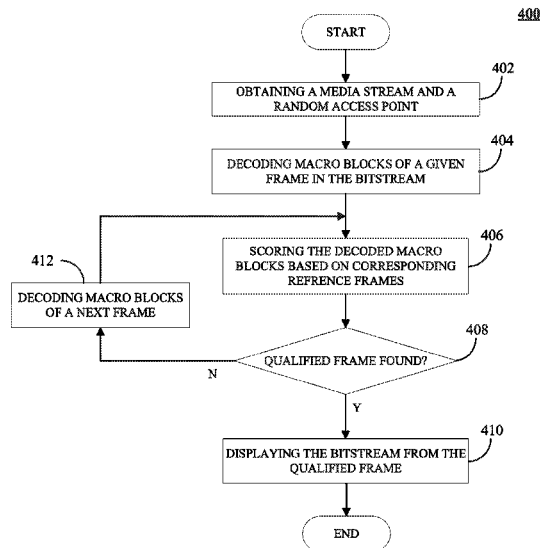 400
START
402
OBTAINING A MEDIA STREAM AND A
RANDOM ACCESS POINT
404
DECODING MACRO BLOCKS OF A GIVEN
FRAME IN THE BITSTREAM
406
SCORING THE DECODED MACRO
BLOCKS BASED ON CORRESPONDING
REFRENCE FRAMES
412
DECODING MACRO BLOCKS
OF A NEXT FRAME
408
QUALIFIED FRAME FOUND?
N
Y
410
DISPLAYING THE BITSTREAM FROM THE
QUALIFIED FRAME
END